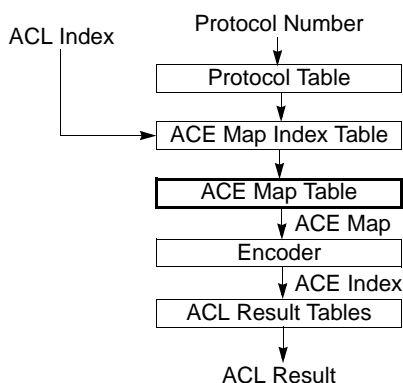 Protocol Number
ACL Index
Protocol Table
ACE Map Index Table
ACE Map Table
ACE Map
Encoder
ACE Index
ACL Result Tables
ACL Result